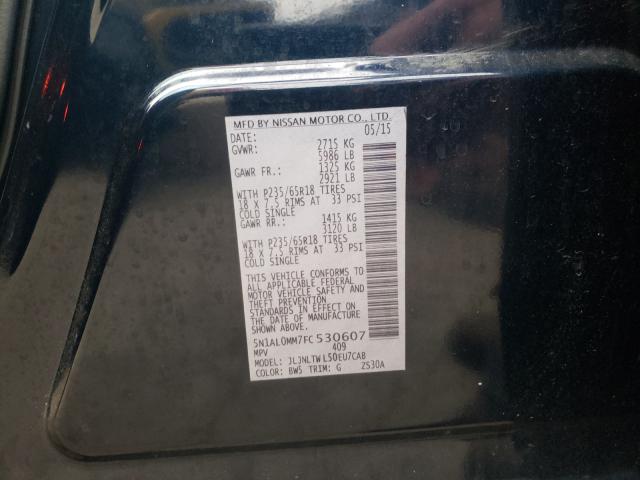 MFD BY NISSAN MOTOR CO., LTD.
DATE: 05/15
GVWR: 2715 KG
5986 LB
GAWR FR.: 1325 KG
2921 LB
WITH P235/65R18 TIRES
18 X 7.5 RIMS AT 33 PSI
COLD SINGLE
GAWR RR.: 1415 KG
3120 LB
WITH P235/65R18 TIRES
18 X 7.5 RIMS AT 33 PSI
COLD SINGLE
THIS VEHICLE CONFORMS TO
ALL APPLICABLE FEDERAL
MOTOR VEHICLE SAFETY AND
THEFT PREVENTION
STANDARDS IN EFFECT ON
THE DATE OF MANUFACTURE
SHOWN ABOVE.
5N1AL0MM7FC530607
MPV 409
MODEL: JLJNLTWL50EU7CAB
COLOR: BW5 TRIM: G ZS30A